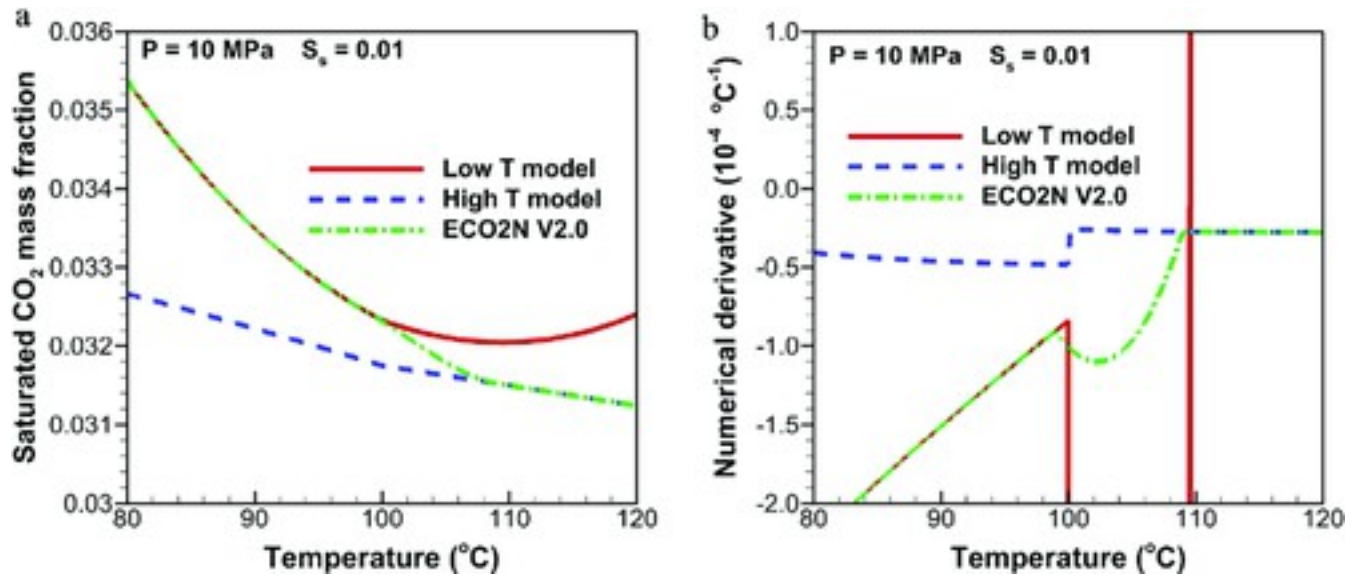 a
P = 10 MPa S_s = 0.01
Saturated CO₂ mass fraction
0.036
0.035
0.034
0.033
0.032
0.031
0.03
Low T model
High T model
ECO2N V2.0
80 90 100 110 120
Temperature (°C)
b
P = 10 MPa S_s = 0.01
Numerical derivative (10⁻⁴ °C⁻¹)
1.0
0.5
0.0
-0.5
-1.0
-1.5
-2.0
Low T model
High T model
ECO2N V2.0
80 90 100 110 120
Temperature (°C)